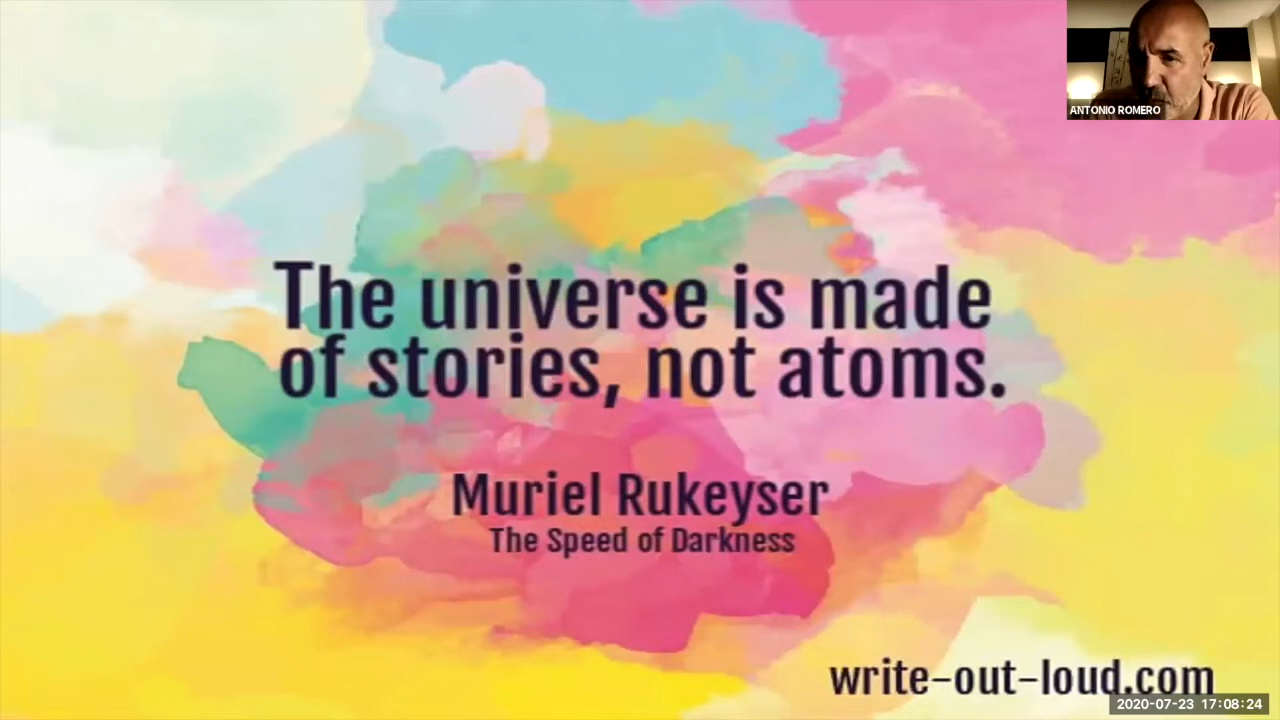 ANTONIO ROMERO
The universe is made
of stories, not atoms.
Muriel Rukeyser
The Speed of Darkness
write-out-loud.com
2020-07-23 17:08:24